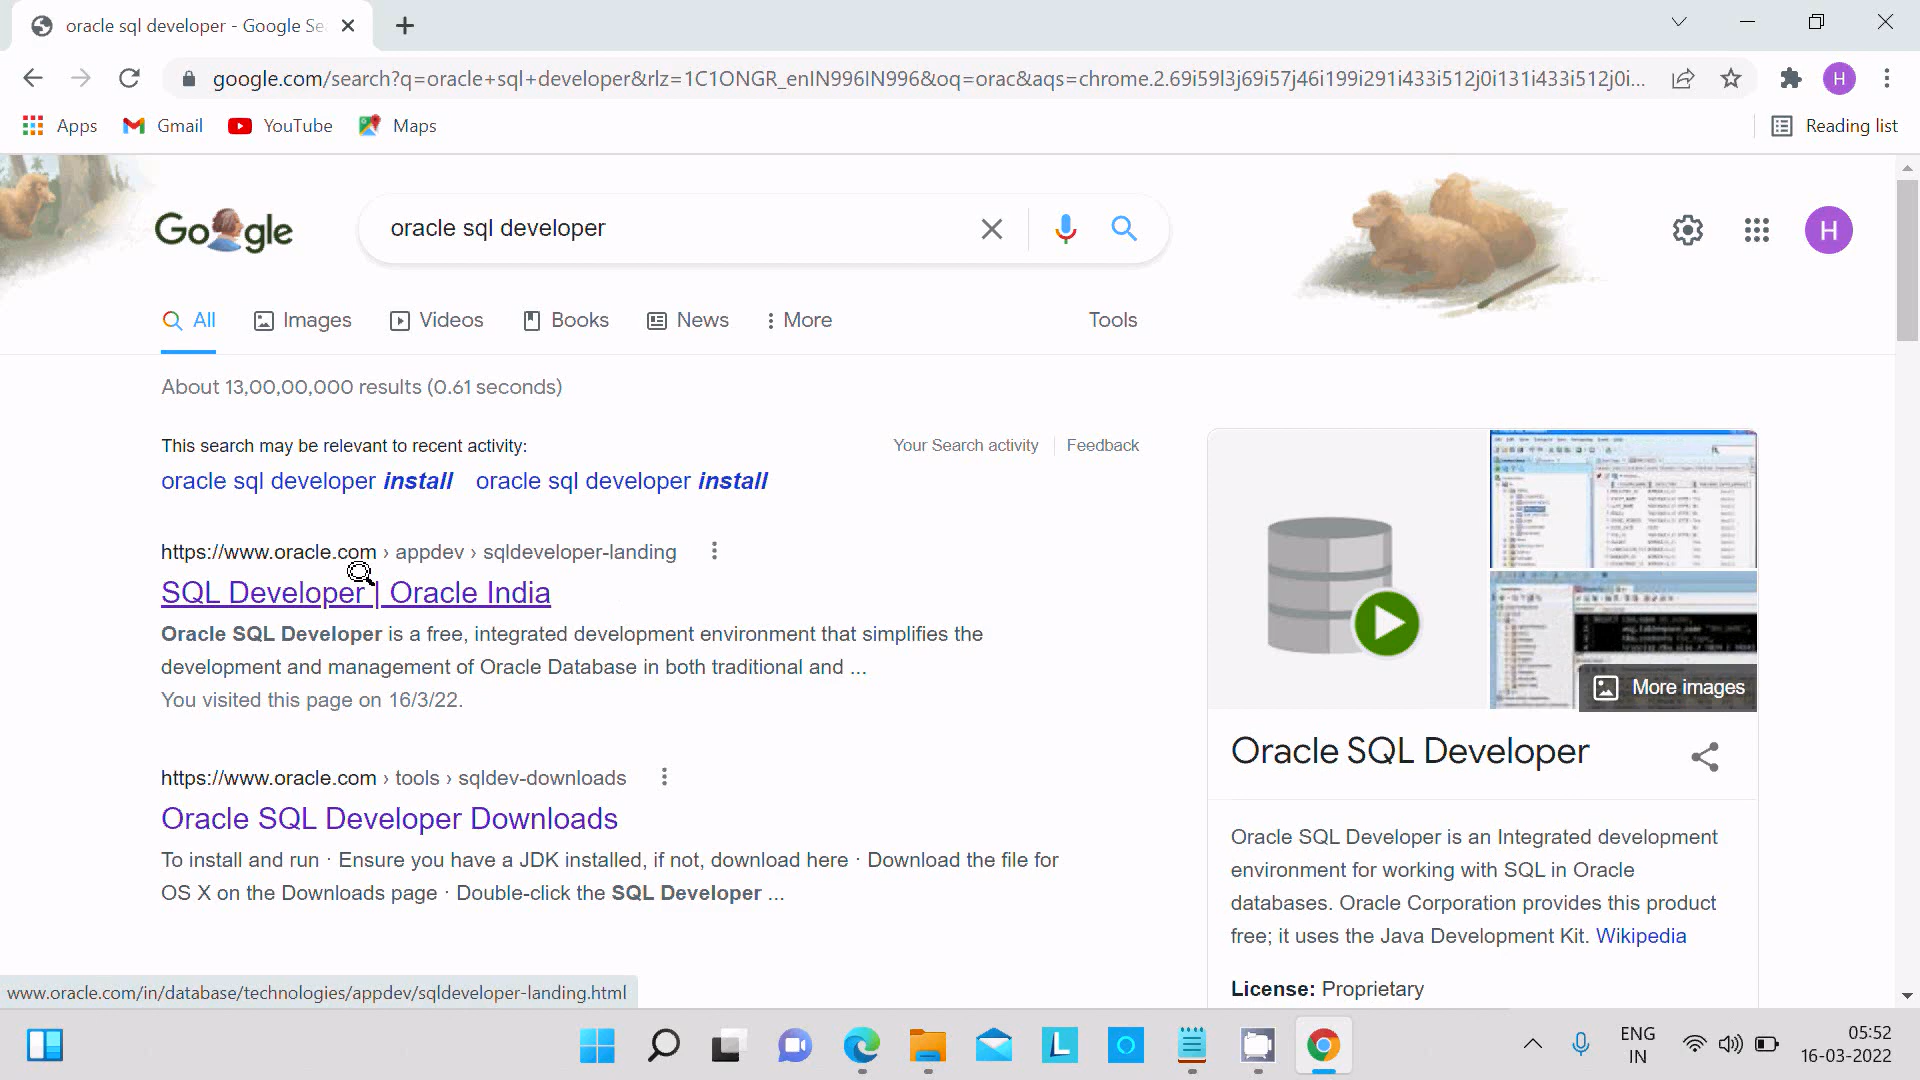 oracle sql developer - Google Se
google.com/search?q=oracle+sql+developer&rlz=1C1ONGR_enIN996IN996&oq=orac&aqs=chrome.2.69i59l3j69i57j46i199i291i433i512j0i131i433i512j0i...
H
Apps Gmail YouTube Maps Reading list
Google
oracle sql developer
H
All Images Videos Books News More Tools
About 13,00,00,000 results (0.61 seconds)
This search may be relevant to recent activity: Your Search activity Feedback
oracle sql developer install oracle sql developer install
https://www.oracle.com › appdev › sqldeveloper-landing
SQL Developer | Oracle India
Oracle SQL Developer is a free, integrated development environment that simplifies the
development and management of Oracle Database in both traditional and ...
You visited this page on 16/3/22.
https://www.oracle.com › tools › sqldev-downloads
Oracle SQL Developer Downloads
To install and run · Ensure you have a JDK installed, if not, download here · Download the file for
OS X on the Downloads page · Double-click the SQL Developer ...
More images
Oracle SQL Developer
Oracle SQL Developer is an Integrated development
environment for working with SQL in Oracle
databases. Oracle Corporation provides this product
free; it uses the Java Development Kit. Wikipedia
License: Proprietary
www.oracle.com/in/database/technologies/appdev/sqldeveloper-landing.html
L
ENG
IN
05:52
16-03-2022